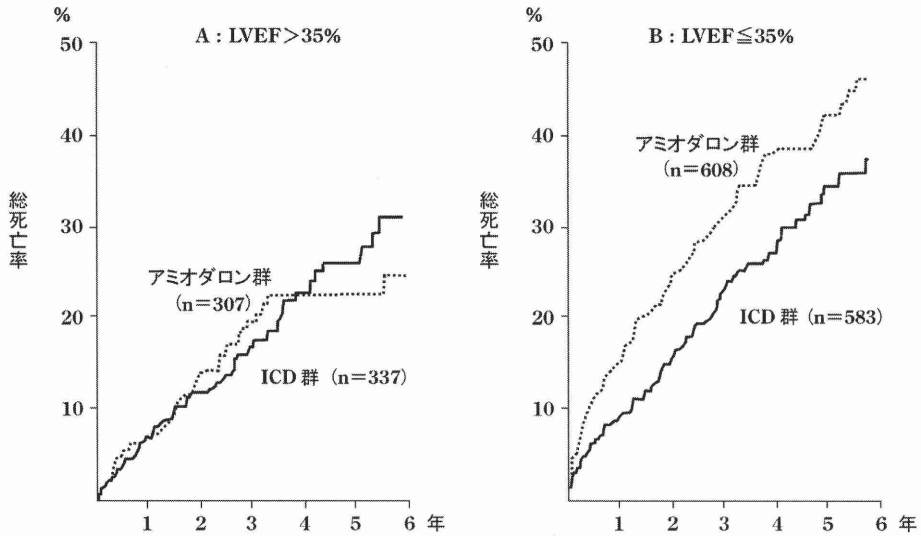 %
A : LVEF＞35%
50
40
30
20
10
総死亡率
アミオダロン群
(n=307)
ICD 群 (n=337)
1 2 3 4 5 6 年
%
B : LVEF≦35%
50
40
30
20
10
総死亡率
アミオダロン群
(n=608)
ICD 群 (n=583)
1 2 3 4 5 6 年